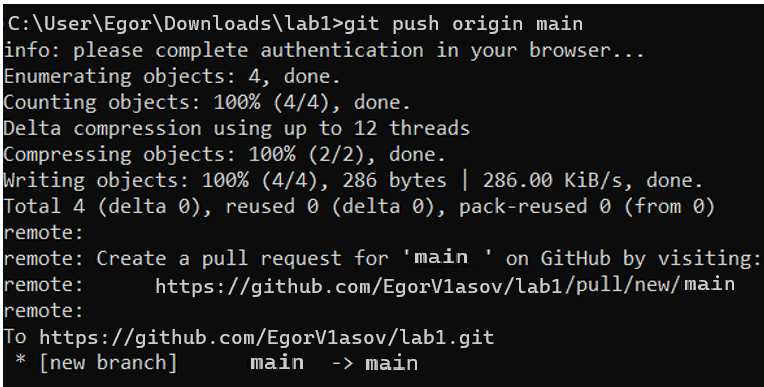 C:\User\Egor\Downloads\lab1>git push origin main
info: please complete authentication in your browser...
Enumerating objects: 4, done.
Counting objects: 100% (4/4), done.
Delta compression using up to 12 threads
Compressing objects: 100% (2/2), done.
Writing objects: 100% (4/4), 286 bytes | 286.00 KiB/s, done.
Total 4 (delta 0), reused 0 (delta 0), pack-reused 0 (from 0)
remote:
remote: Create a pull request for 'main ' on GitHub by visiting:
remote:      https://github.com/EgorV1asov/lab1/pull/new/main
remote:
To https://github.com/EgorV1asov/lab1.git
 * [new branch]      main  -> main